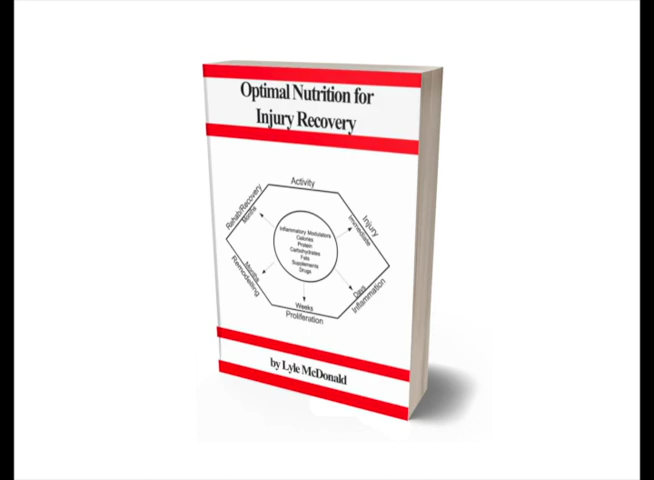 Optimal Nutrition for
Injury Recovery
Activity
Rehab/Recovery
Months
Injury
Immediate
Inflammatory Modulators
Calories
Protein
Carbohydrates
Fats
Supplements
Drugs
Months
Remodelling
Days
Inflammation
Weeks
Proliferation
by Lyle McDonald